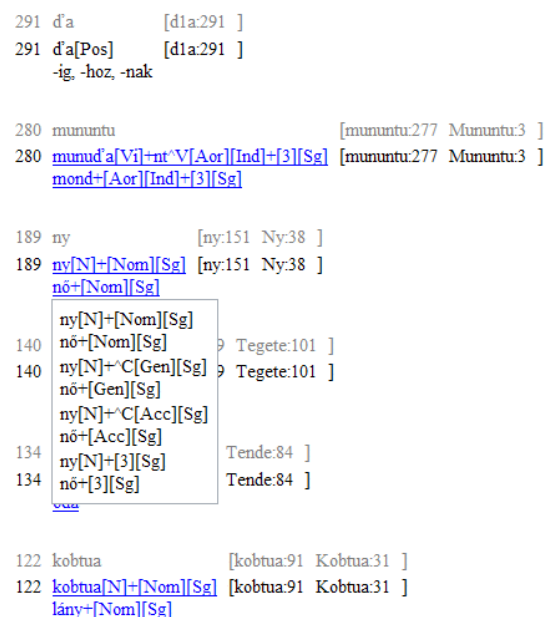 291 ďa [d1a:291 ]
291 ďa[Pos] [d1a:291 ]
-ig, -hoz, -nak
280 mununtu [mununtu:277 Mununtu:3 ]
280 munuďa[Vi]+nt^V[Aor][Ind]+[3][Sg] [mununtu:277 Mununtu:3 ]
mond+[Aor][Ind]+[3][Sg]
189 ny [ny:151 Ny:38 ]
189 ny[N]+[Nom][Sg] [ny:151 Ny:38 ]
nő+[Nom][Sg]
ny[N]+[Nom][Sg]
nő+[Nom][Sg]
ny[N]+^C[Gen][Sg]
nő+[Gen][Sg]
ny[N]+^C[Acc][Sg]
nő+[Acc][Sg]
ny[N]+[3][Sg]
nő+[3][Sg]
140 9 Tegete:101 ]
140 9 Tegete:101 ]
134 Tende:84 ]
134 Tende:84 ]
122 kobtua [kobtua:91 Kobtua:31 ]
122 kobtua[N]+[Nom][Sg] [kobtua:91 Kobtua:31 ]
lány+[Nom][Sg]